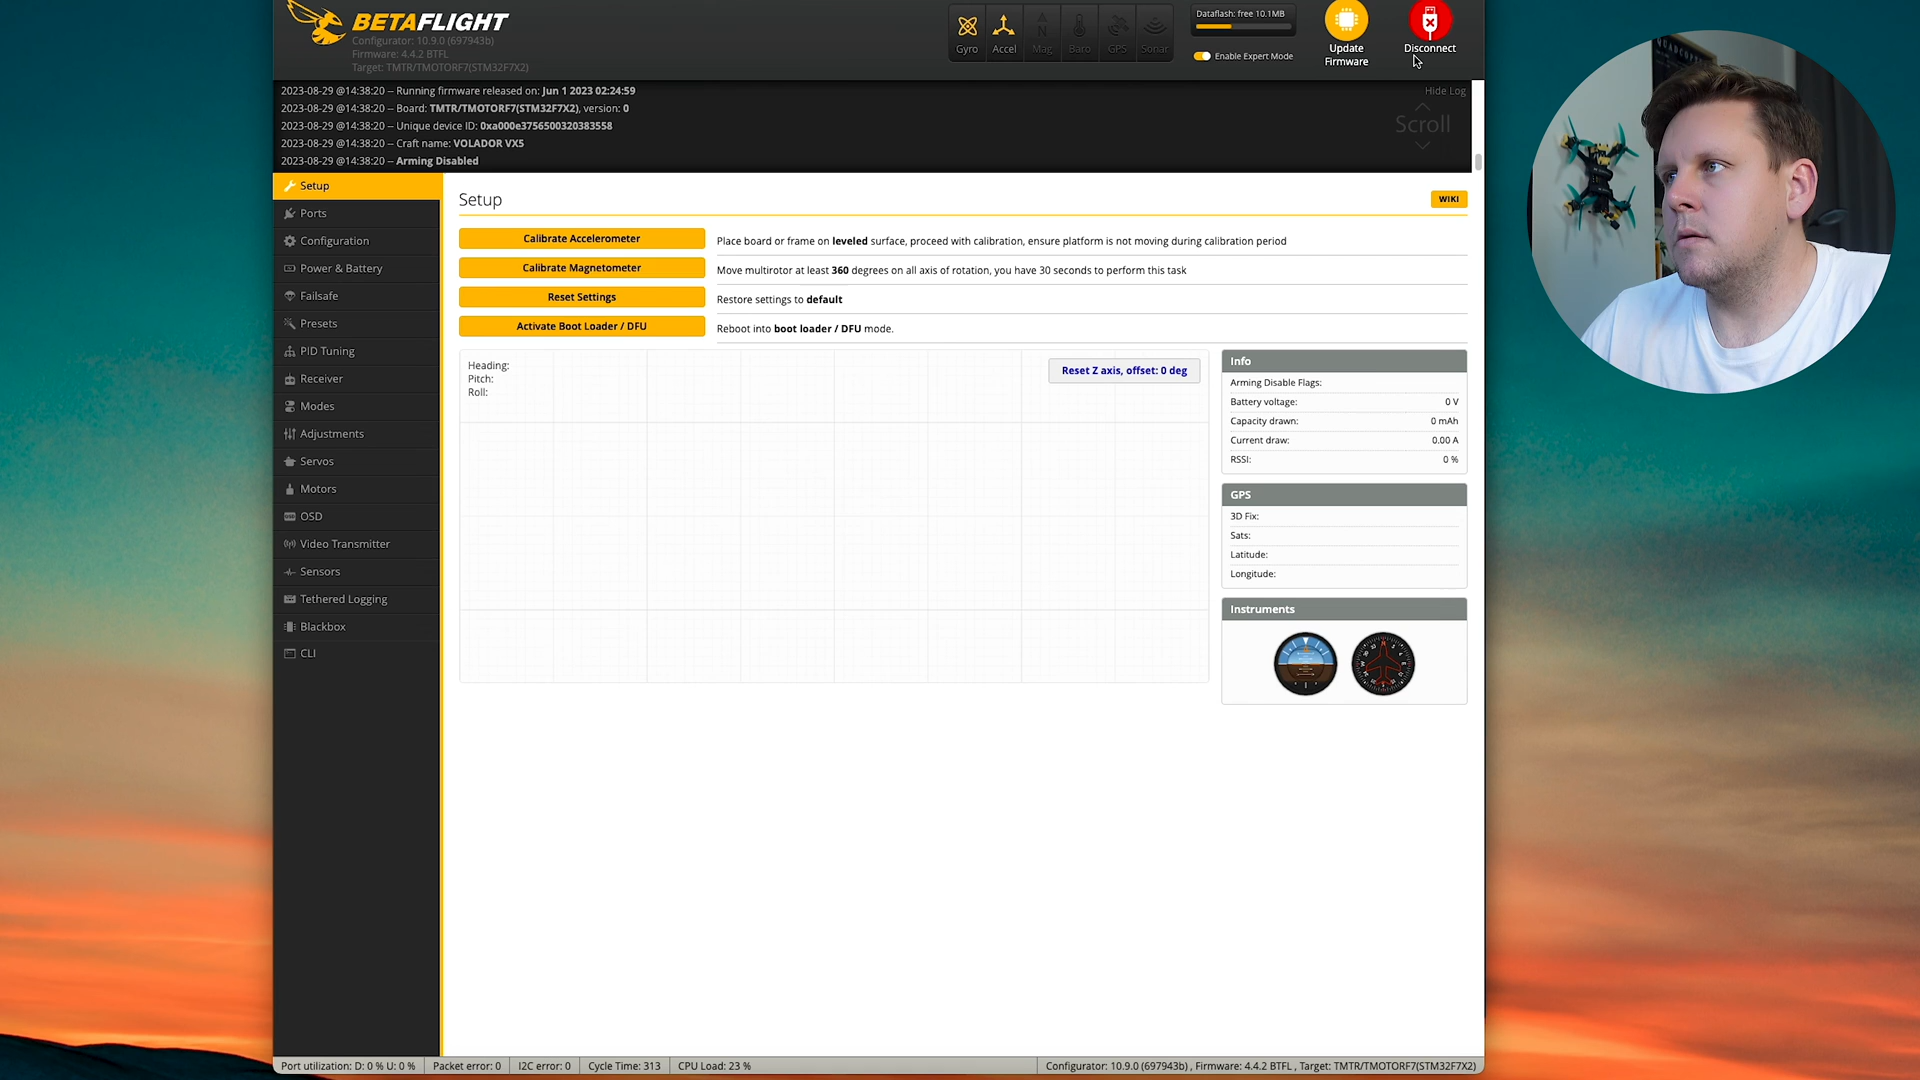 BETAFLIGHT
Configurator: 10.9.0 (697943b)
Firmware: 4.4.2 BTFL
Target: TMTR/TMOTORF7(STM32F7X2)
Gyro
Accel
Mag
Baro
GPS
Sonar
Dataflash: free 10.1MB
Enable Expert Mode
Update
Firmware
Disconnect
2023-08-29 @14:38:20 -- Running firmware released on: Jun 1 2023 02:24:59
2023-08-29 @14:38:20 -- Board: TMTR/TMOTORF7(STM32F7X2), version: 0
2023-08-29 @14:38:20 -- Unique device ID: 0xa000e3756500320383558
2023-08-29 @14:38:20 -- Craft name: VOLADOR VX5
2023-08-29 @14:38:20 -- Arming Disabled
Hide Log
Scroll
Setup
Ports
Configuration
Power & Battery
Failsafe
Presets
PID Tuning
Receiver
Modes
Adjustments
Servos
Motors
OSD
Video Transmitter
Sensors
Tethered Logging
Blackbox
CLI
Setup
WIKI
Calibrate Accelerometer
Place board or frame on leveled surface, proceed with calibration, ensure platform is not moving during calibration period
Calibrate Magnetometer
Move multirotor at least 360 degrees on all axis of rotation, you have 30 seconds to perform this task
Reset Settings
Restore settings to default
Activate Boot Loader / DFU
Reboot into boot loader / DFU mode.
Heading:
Pitch:
Roll:
Reset Z axis, offset: 0 deg
Info
Arming Disable Flags:
Battery voltage: 0 V
Capacity drawn: 0 mAh
Current draw: 0.00 A
RSSI: 0 %
GPS
3D Fix:
Sats:
Latitude:
Longitude:
Instruments
Port utilization: D: 0 % U: 0 %
Packet error: 0
I2C error: 0
Cycle Time: 313
CPU Load: 23 %
Configurator: 10.9.0 (697943b) , Firmware: 4.4.2 BTFL , Target: TMTR/TMOTORF7(STM32F7X2)